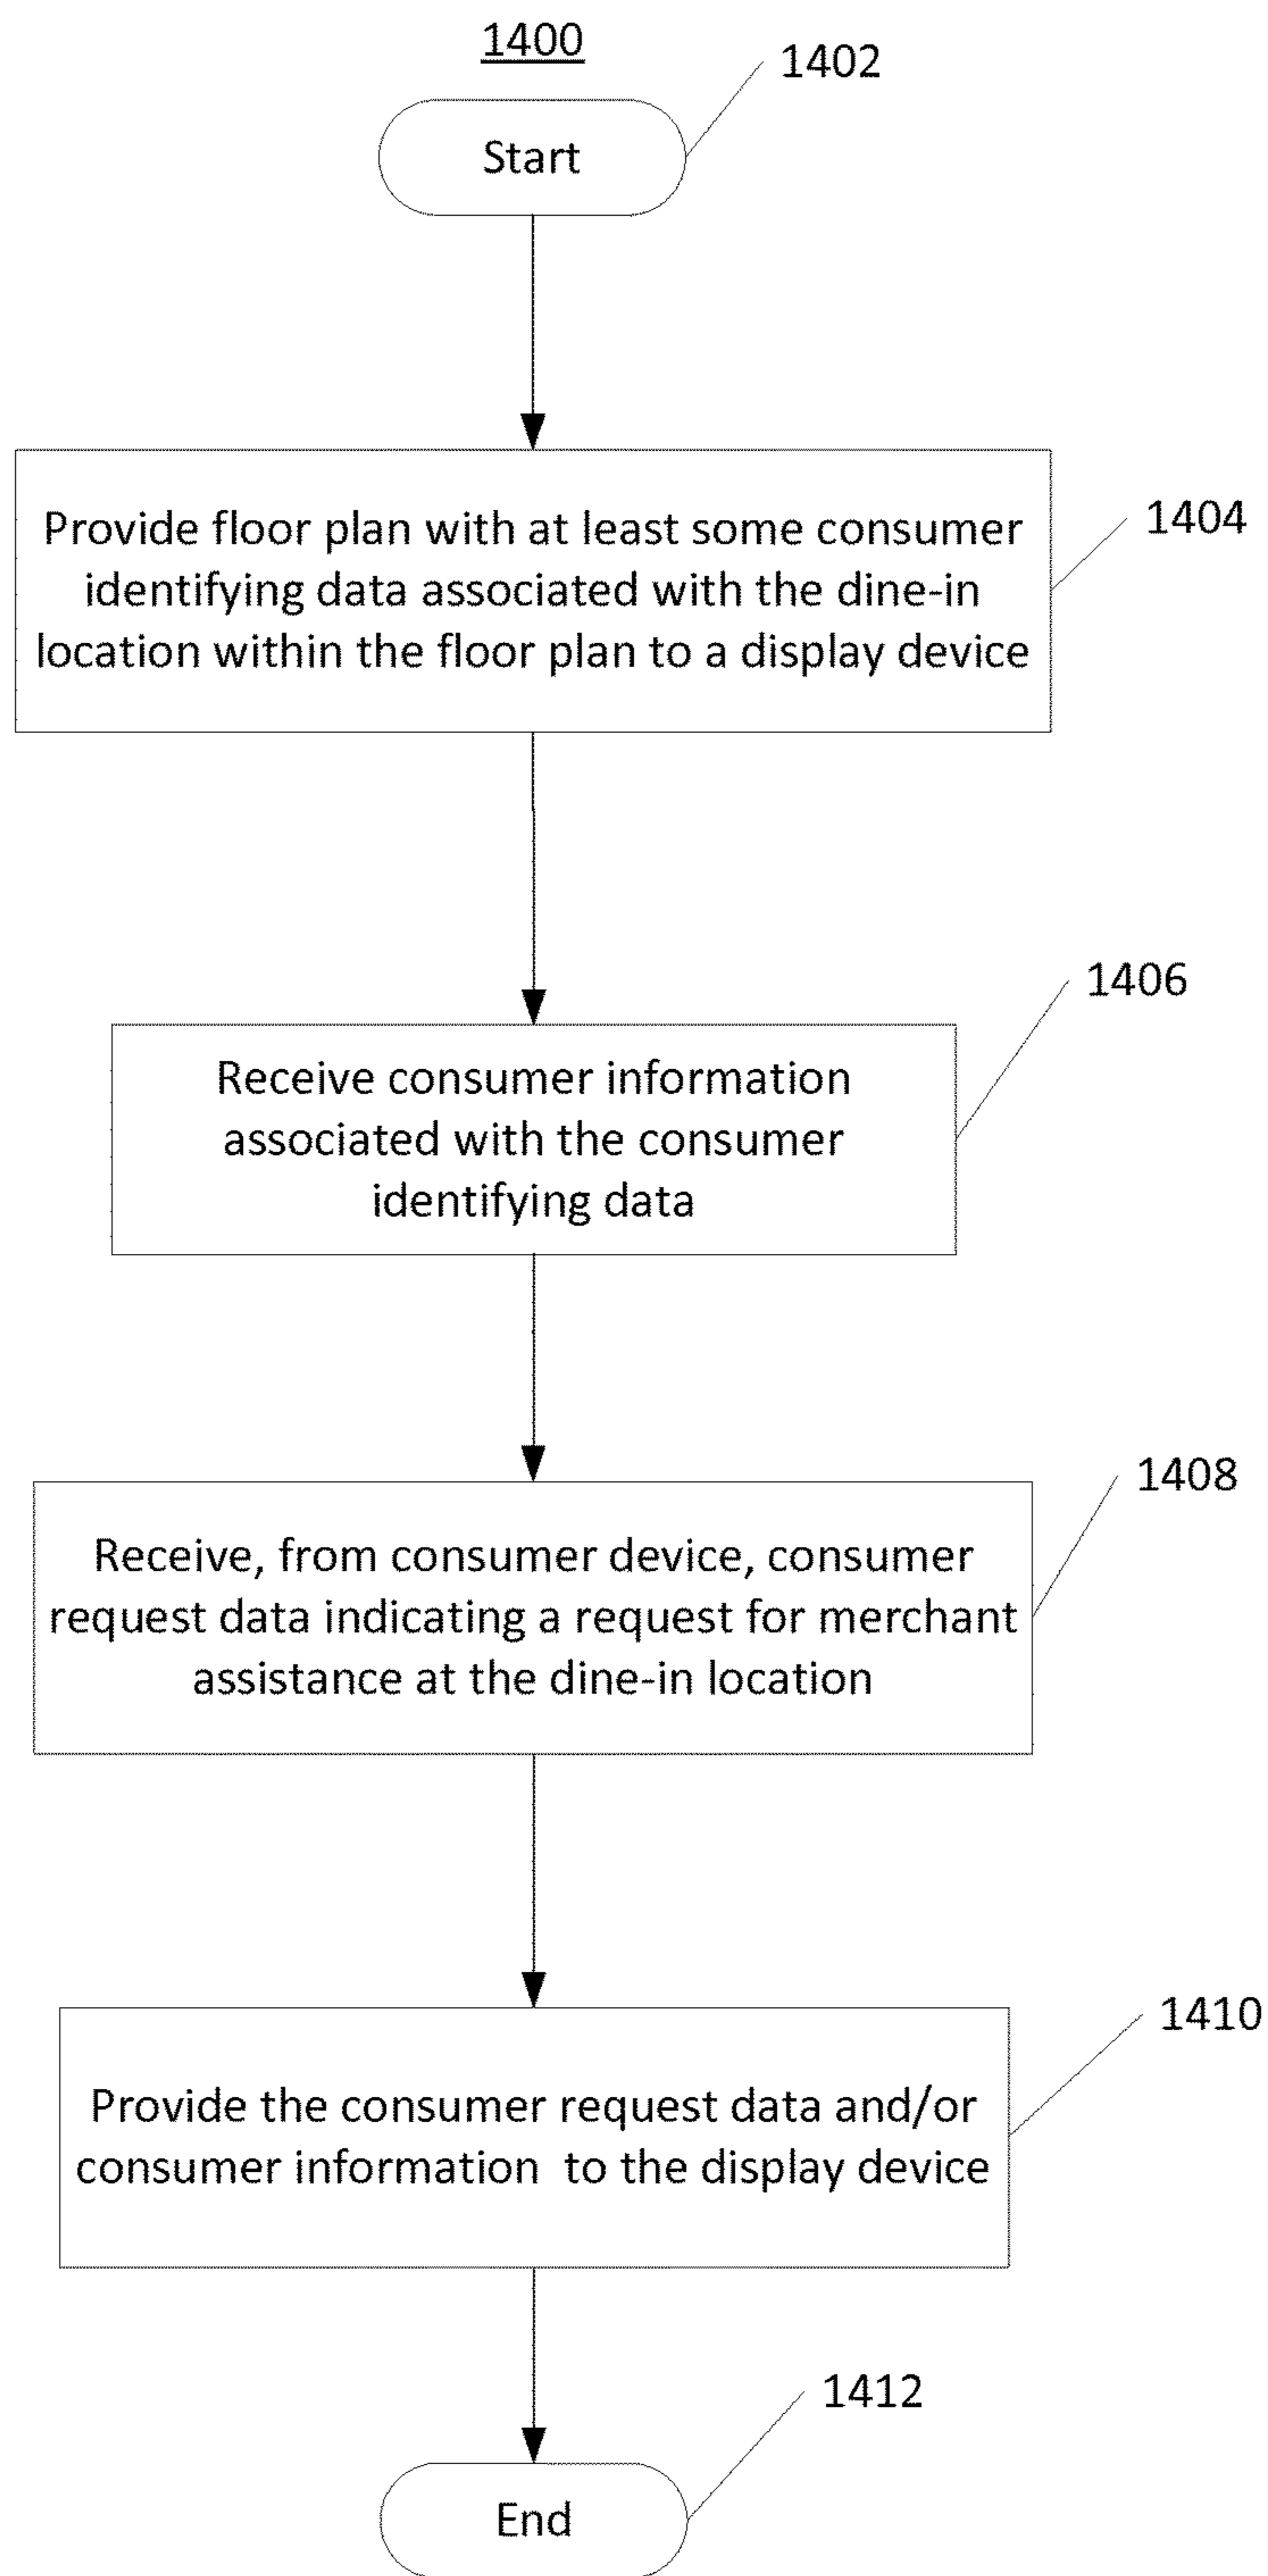 1400
1402
Start
Provide floor plan with at least some consumer
identifying data associated with the dine-in
location within the floor plan to a display device
1404
1406
Receive consumer information
associated with the consumer
identifying data
1408
Receive, from consumer device, consumer
request data indicating a request for merchant
assistance at the dine-in location
1410
Provide the consumer request data and/or
consumer information to the display device
1412
End